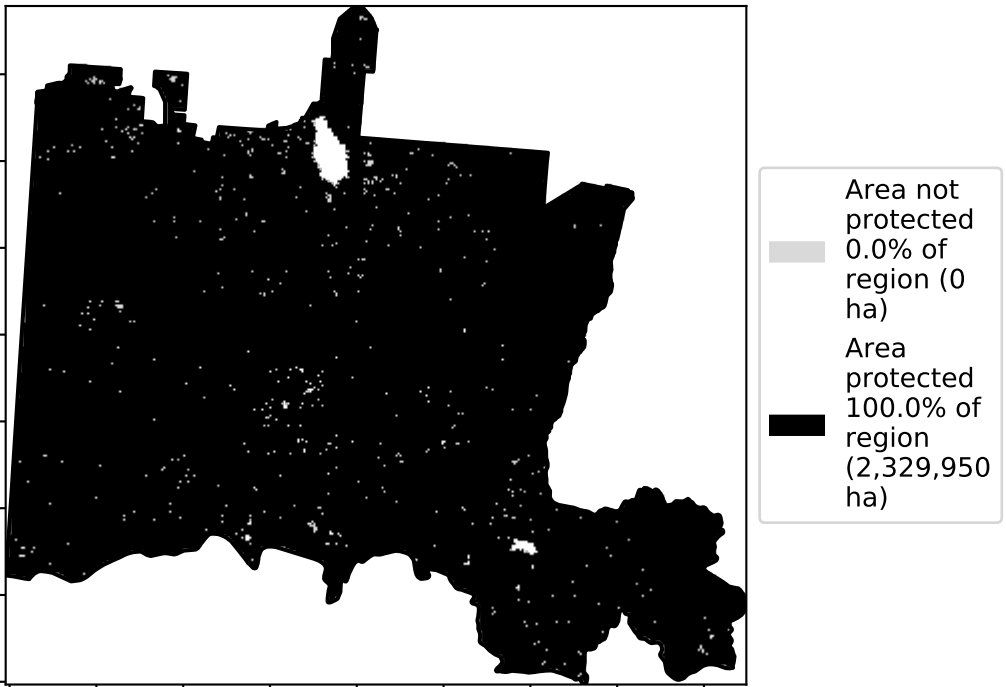 Area not
protected
0.0% of
region (0
ha)
Area
protected
100.0% of
region
(2,329,950
ha)